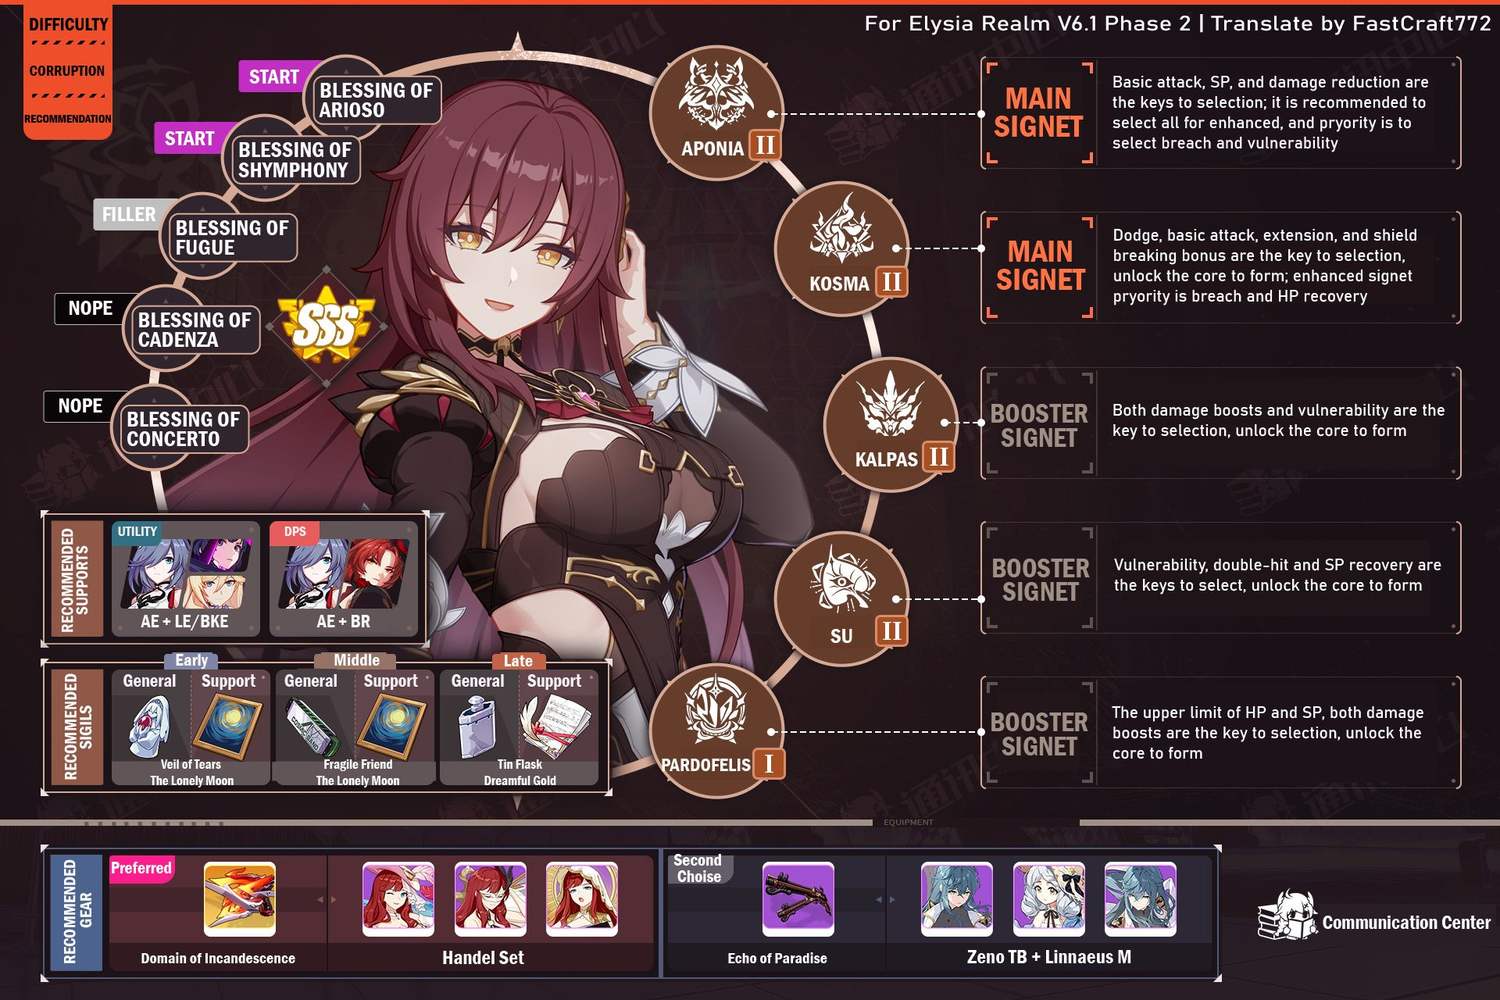 For Elysia Realm V6.1 Phase 2 | Translate by FastCraft772
DIFFICULTY
CORRUPTION
RECOMMENDATION
START
BLESSING OF
ARIOSO
START
BLESSING OF
SHYMPHONY
FILLER
BLESSING OF
FUGUE
NOPE
BLESSING OF
CADENZA
NOPE
BLESSING OF
CONCERTO
SSS
APONIA II
MAIN
SIGNET
Basic attack, SP, and damage reduction are
the keys to selection; it is recommended to
select all for enhanced, and pryority is to
select breach and vulnerability
KOSMA II
MAIN
SIGNET
Dodge, basic attack, extension, and shield
breaking bonus are the key to selection,
unlock the core to form; enhanced signet
pryority is breach and HP recovery
KALPAS II
BOOSTER
SIGNET
Both damage boosts and vulnerability are the
key to selection, unlock the core to form
SU II
BOOSTER
SIGNET
Vulnerability, double-hit and SP recovery are
the keys to select, unlock the core to form
PARDOFELIS I
BOOSTER
SIGNET
The upper limit of HP and SP, both damage
boosts are the key to selection, unlock the
core to form
RECOMMENDED
SUPPORTS
UTILITY
AE + LE/BKE
DPS
AE + BR
RECOMMENDED
SIGILS
Early
General Support
Veil of Tears
The Lonely Moon
Middle
General Support
Fragile Friend
The Lonely Moon
Late
General Support
Tin Flask
Dreamful Gold
EQUIPMENT
RECOMMENDED
GEAR
Preferred
Domain of Incandescence
Handel Set
Second
Choise
Echo of Paradise
Zeno TB + Linnaeus M
Communication Center